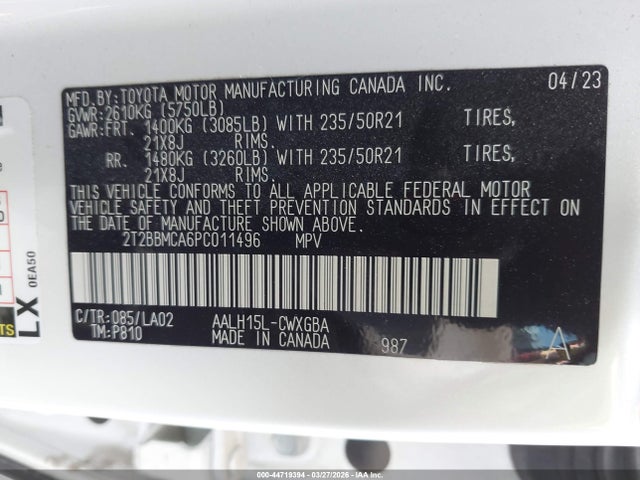 MFD. BY:TOYOTA MOTOR MANUFACTURING CANADA INC. 04/23
GVWR:2610KG (5750LB)
GAWR:FRT. 1400KG (3085LB) WITH 235/50R21 TIRES,
21X8J RIMS.
RR. 1480KG (3260LB) WITH 235/50R21 TIRES,
21X8J RIMS.
THIS VEHICLE CONFORMS TO ALL APPLICABLE FEDERAL MOTOR
VEHICLE SAFETY AND THEFT PREVENTION STANDARDS IN EFFECT ON
THE DATE OF MANUFACTURE SHOWN ABOVE.
2T2BBMCA6PC011496 MPV
C/TR:085/LA02 AALH15L-CWXGBA
TM:P810 MADE IN CANADA 987 A
LX
0EA50
000-44719394 | 03/27/2026 | IAA, Inc.